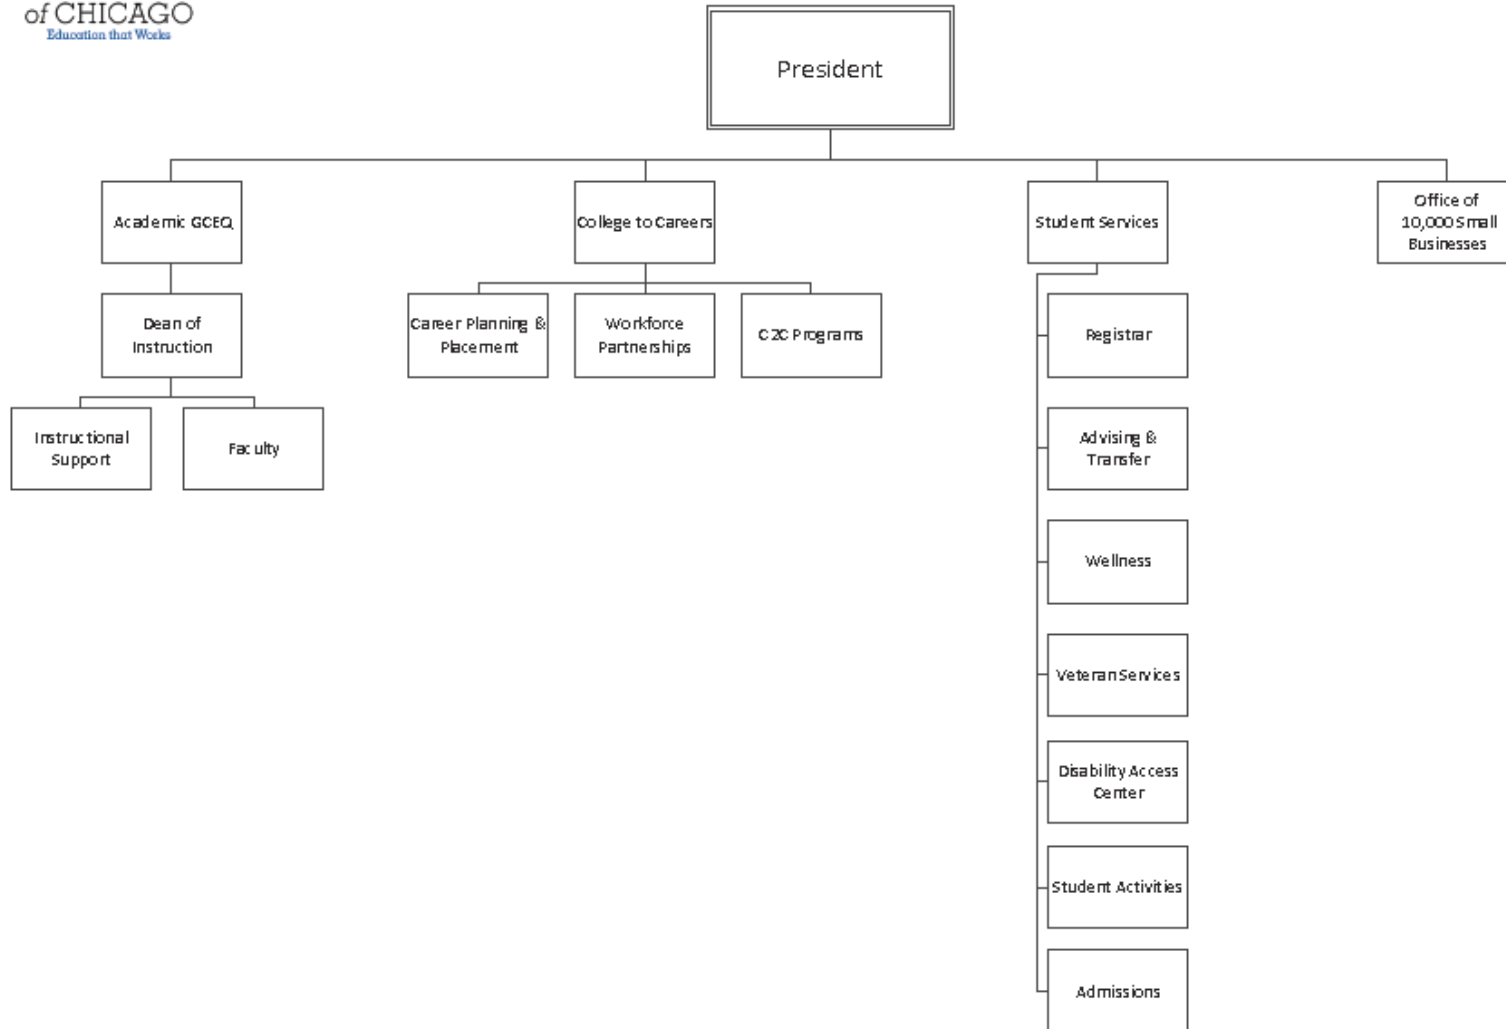 of CHICAGO
Education that Works
President
Academic GCEQ
College to Careers
Student Services
Office of
10,000 Small
Businesses
Dean of
Instruction
Career Planning &
Placement
Workforce
Partnerships
C2C Programs
Registrar
Instructional
Support
Faculty
Advising &
Transfer
Wellness
Veteran Services
Disability Access
Center
Student Activities
Admissions